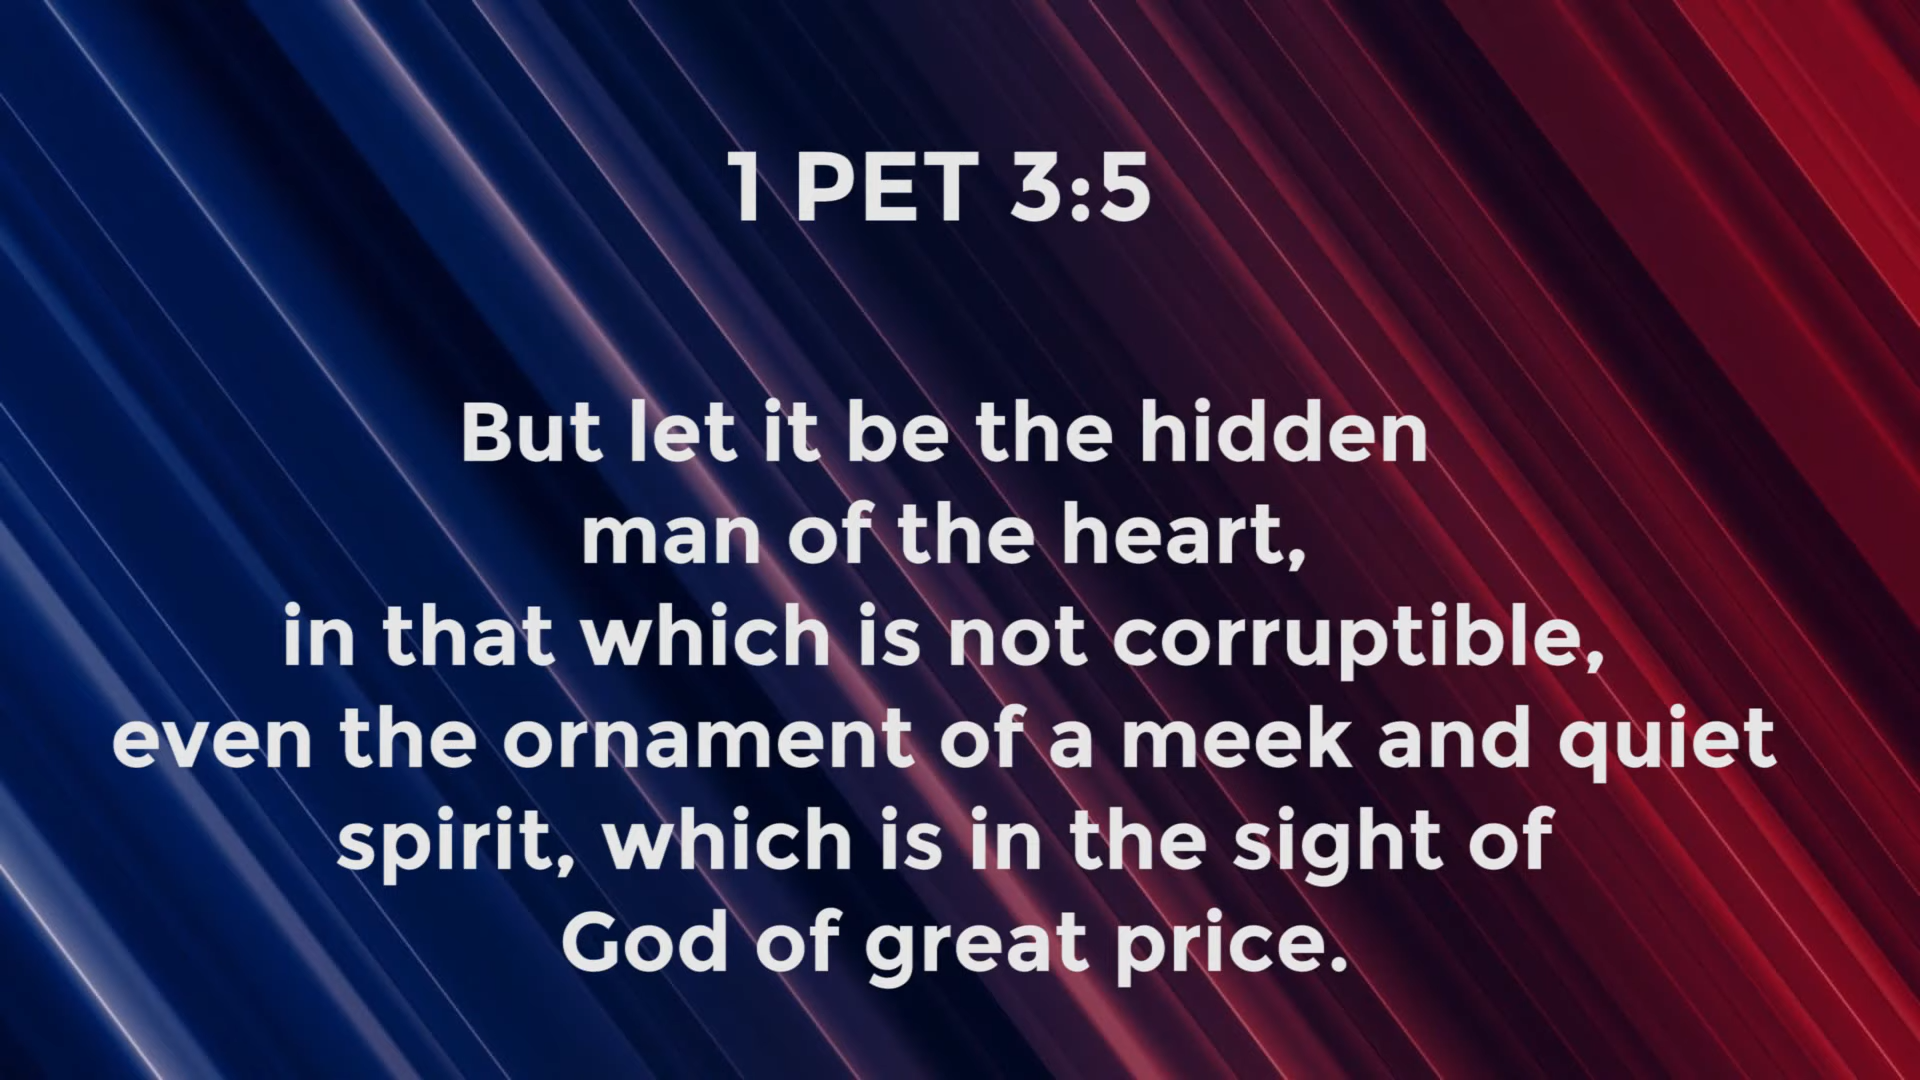 1 PET 3:5
But let it be the hidden
man of the heart,
in that which is not corruptible,
even the ornament of a meek and quiet
spirit, which is in the sight of
God of great price.